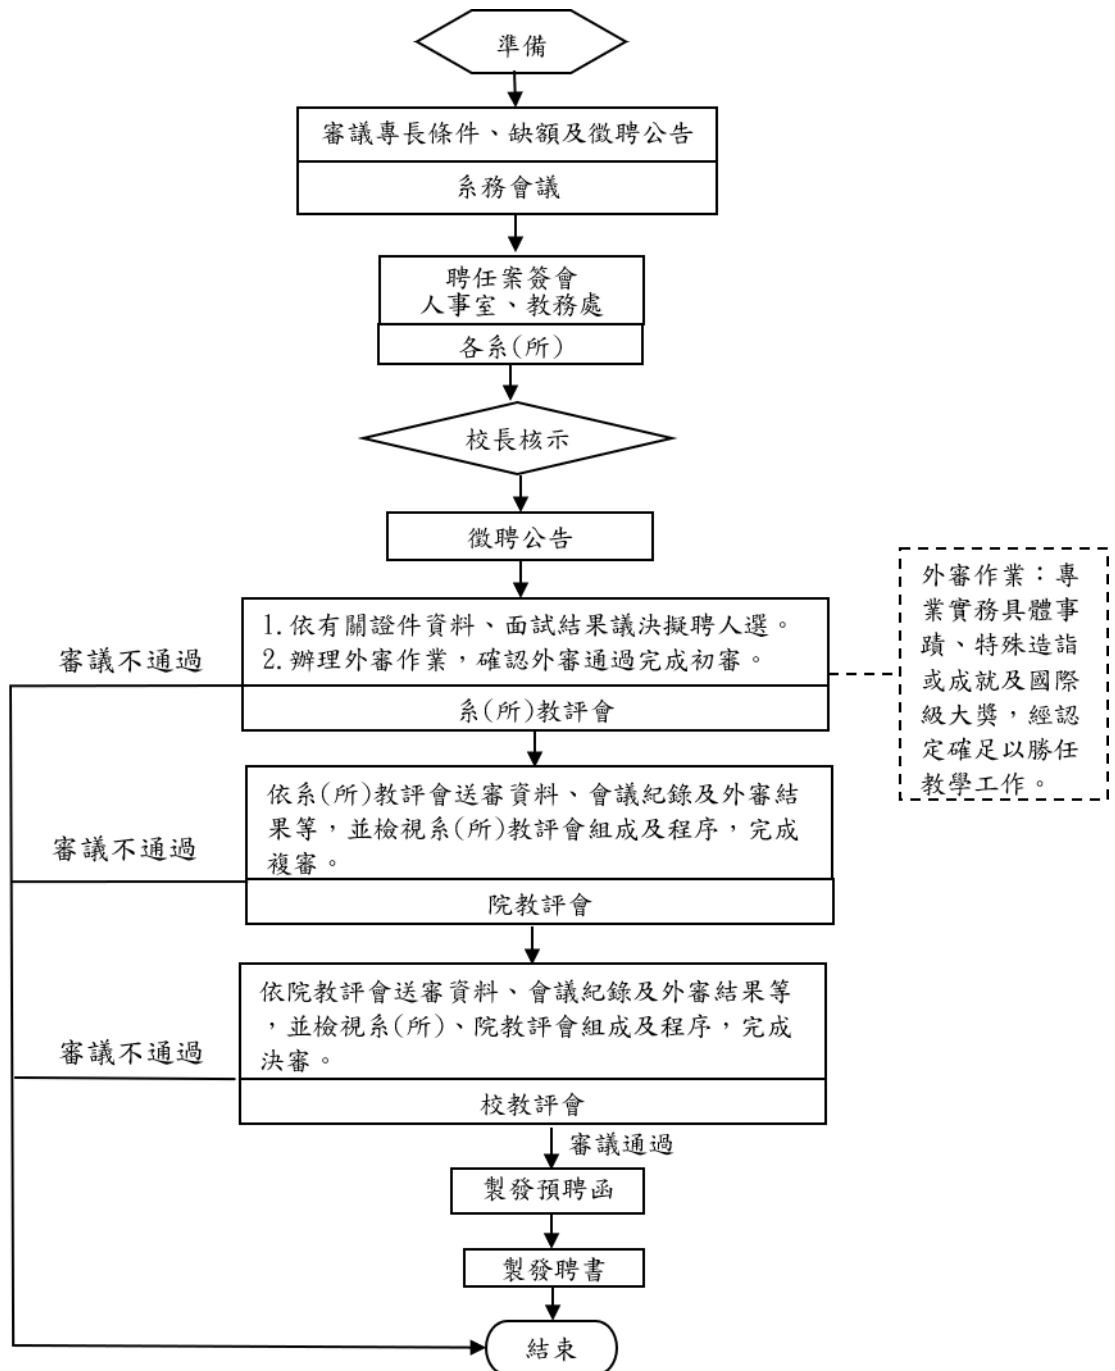 準備
審議專長條件、缺額及徵聘公告
系務會議
聘任案簽會
人事室、教務處
各系(所)
校長核示
徵聘公告
1.依有關證件資料、面試結果議決擬聘人選。
2.辦理外審作業，確認外審通過完成初審。
系(所)教評會
審議不通過
外審作業：專
業實務具體事
蹟、特殊造詣
或成就及國際
級大獎，經認
定確足以勝任
教學工作。
依系(所)教評會送審資料、會議紀錄及外審結
果等，並檢視系(所)教評會組成及程序，完成
複審。
院教評會
審議不通過
依院教評會送審資料、會議紀錄及外審結果等
，並檢視系(所)、院教評會組成及程序，完成
決審。
校教評會
審議不通過
審議通過
製發預聘函
製發聘書
結束